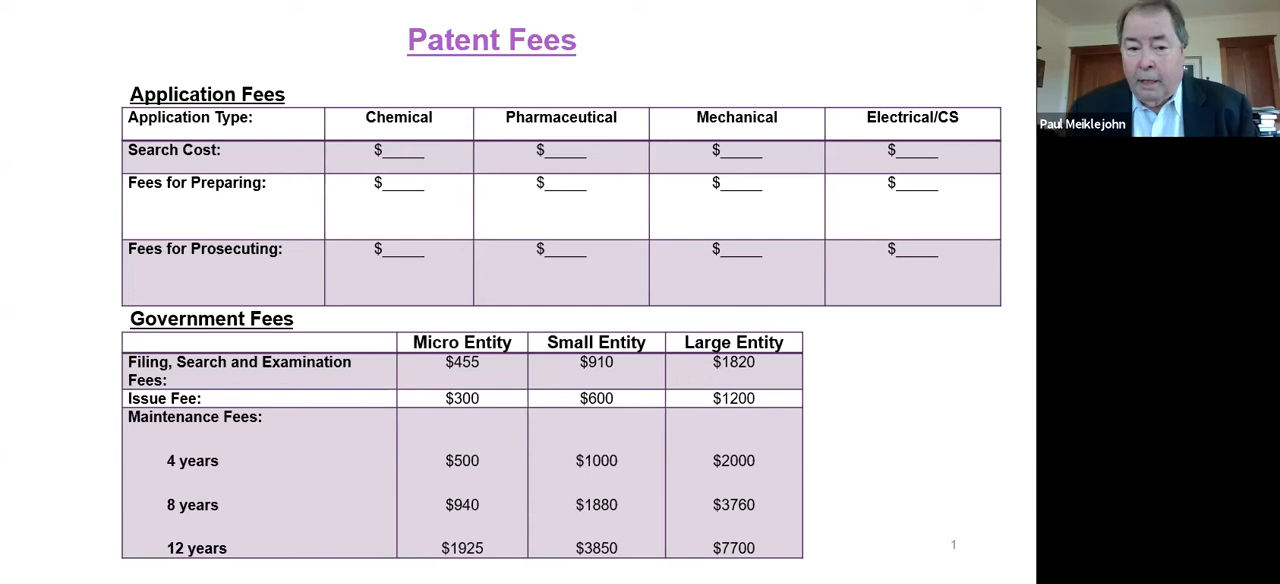 Patent Fees
Application Fees
Application Type: Chemical Pharmaceutical Mechanical Electrical/CS
Search Cost: $_____ $_____ $_____ $_____
Fees for Preparing: $_____ $_____ $_____ $_____
Fees for Prosecuting: $_____ $_____ $_____ $_____
Government Fees
Micro Entity Small Entity Large Entity
Filing, Search and Examination
Fees: $455 $910 $1820
Issue Fee: $300 $600 $1200
Maintenance Fees:
4 years $500 $1000 $2000
8 years $940 $1880 $3760
12 years $1925 $3850 $7700
1
Paul Meiklejohn